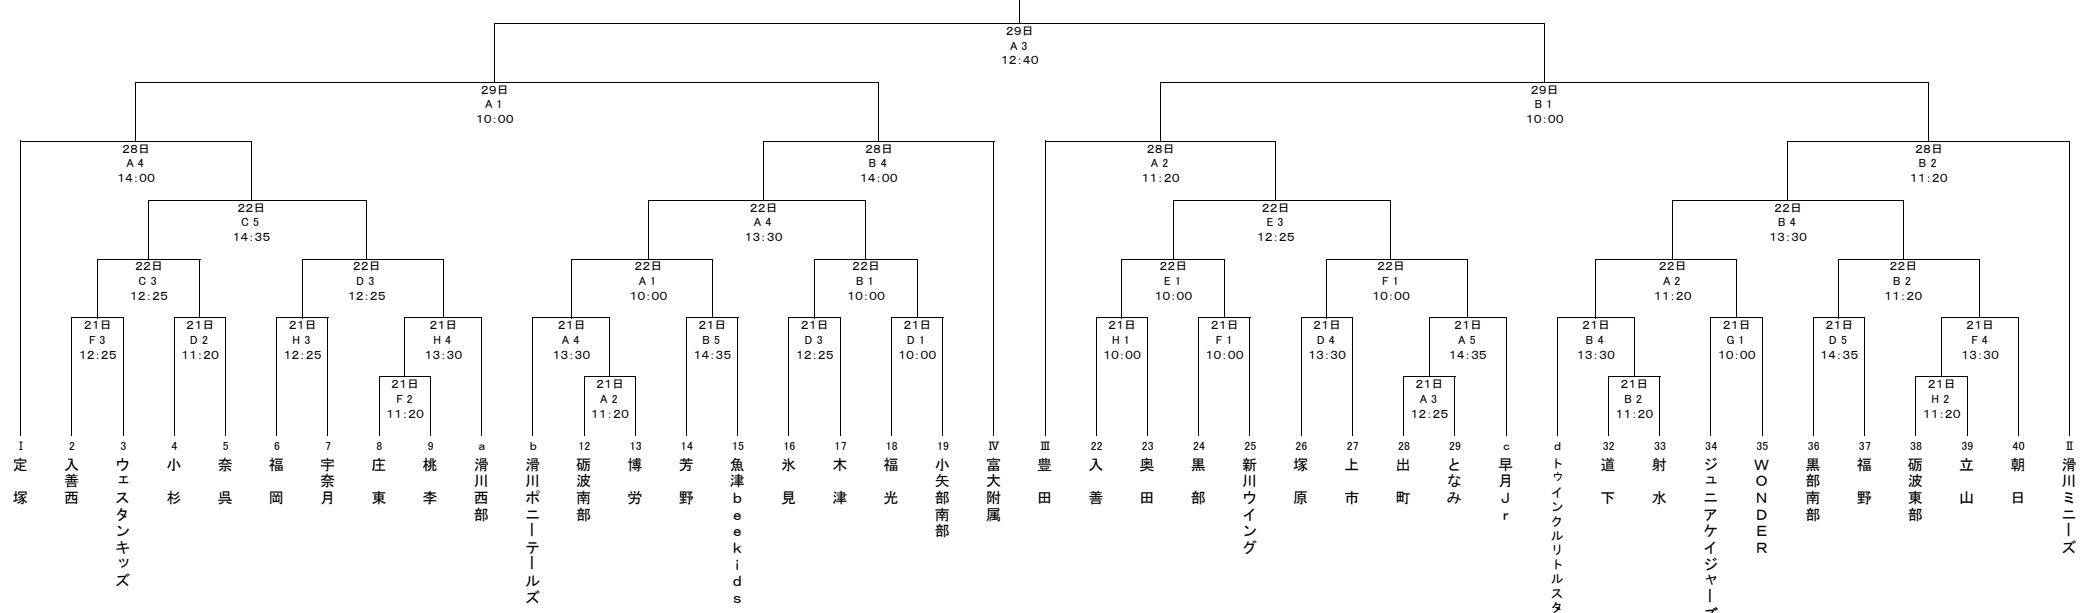 29日
A3
12:40
29日
A1
10:00
29日
B1
10:00
28日
A4
14:00
28日
B4
14:00
28日
A2
11:20
28日
B2
11:20
22日
C5
14:35
22日
A4
13:30
22日
E3
12:25
22日
B4
13:30
22日
C3
12:25
22日
D3
12:25
22日
A1
10:00
22日
B1
10:00
22日
E1
10:00
22日
F1
10:00
22日
A2
11:20
22日
B2
11:20
21日
F3
12:25
21日
D2
11:20
21日
H3
12:25
21日
H4
13:30
21日
A4
13:30
21日
B5
14:35
21日
D3
12:25
21日
D1
10:00
21日
H1
10:00
21日
F1
10:00
21日
D4
13:30
21日
A5
14:35
21日
B4
13:30
21日
G1
10:00
21日
D5
14:35
21日
F4
13:30
21日
F2
11:20
21日
A2
11:20
21日
A3
12:25
21日
B2
11:20
21日
H2
11:20
Ⅰ
定塚
2
入善西
3
ウェスタンキッズ
4
小杉
5
奈呉
6
福岡
7
宇奈月
8
庄東
9
桃李
a
滑川西部
b
滑川ポニーテールズ
12
砺波南部
13
博労
14
芳野
15
魚津beekids
16
氷見
17
木津
18
福光
19
小矢部南部
Ⅳ
富大附属
Ⅲ
豊田
22
入善
23
奥田
24
黒部
25
新川ウイング
26
塚原
27
上市
28
出町
29
となみ
c
早月Jr
d
トゥインクルリトルスタ
32
道下
33
射水
34
ジュニアケイジャーズ
35
WONDER
36
黒部南部
37
福野
38
砺波東部
39
立山
40
朝日
Ⅱ
滑川ミニーズ